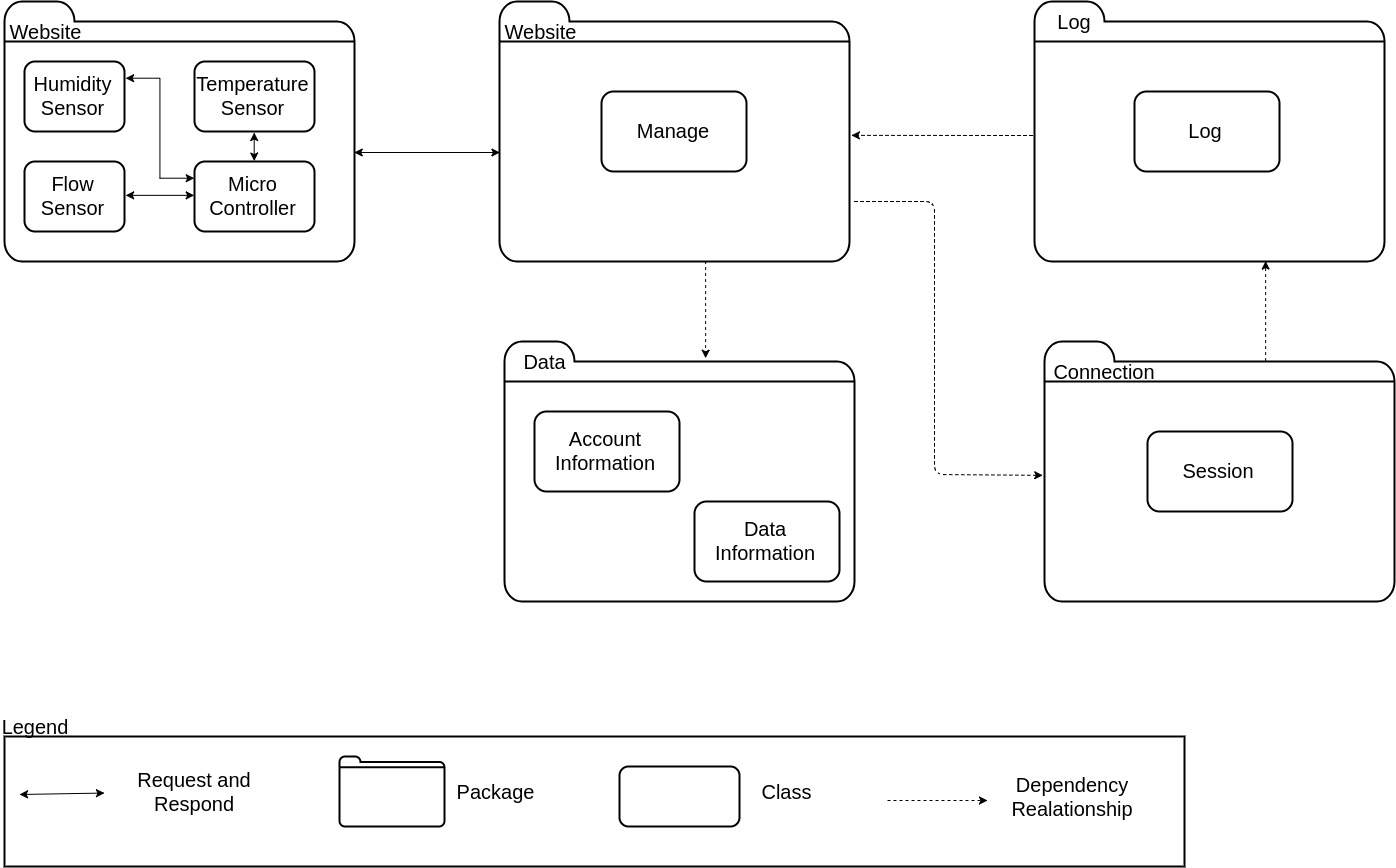 Website
Humidity
Sensor
Temperature
Sensor
Flow
Sensor
Micro
Controller
Website
Manage
Log
Log
Data
Account
Information
Data
Information
Connection
Session
Legend
Request and
Respond
Package
Class
Dependency
Realationship